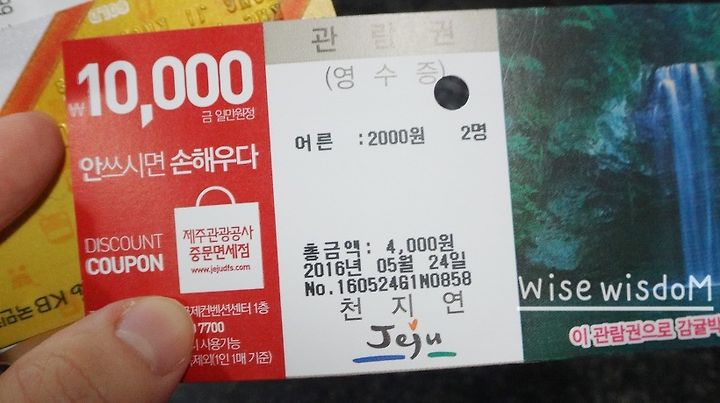 ₩10,000
금 일만원정
안쓰시면 손해우다
DISCOUNT
COUPON
제주관광공사
중문면세점
www.jejudfs.com
제컨벤션센터 1층
7700
사용가능
제외(1인 1매 기준)
관 람 권
(영 수 증)
어른 : 2000원 2명
총금액: 4,000원
2016년 05월 24일
No.160524G1N0858
천 지 연
Jeju
Wise wisdoM
이 관람권으로 감귤박
GOLD
KB 국민